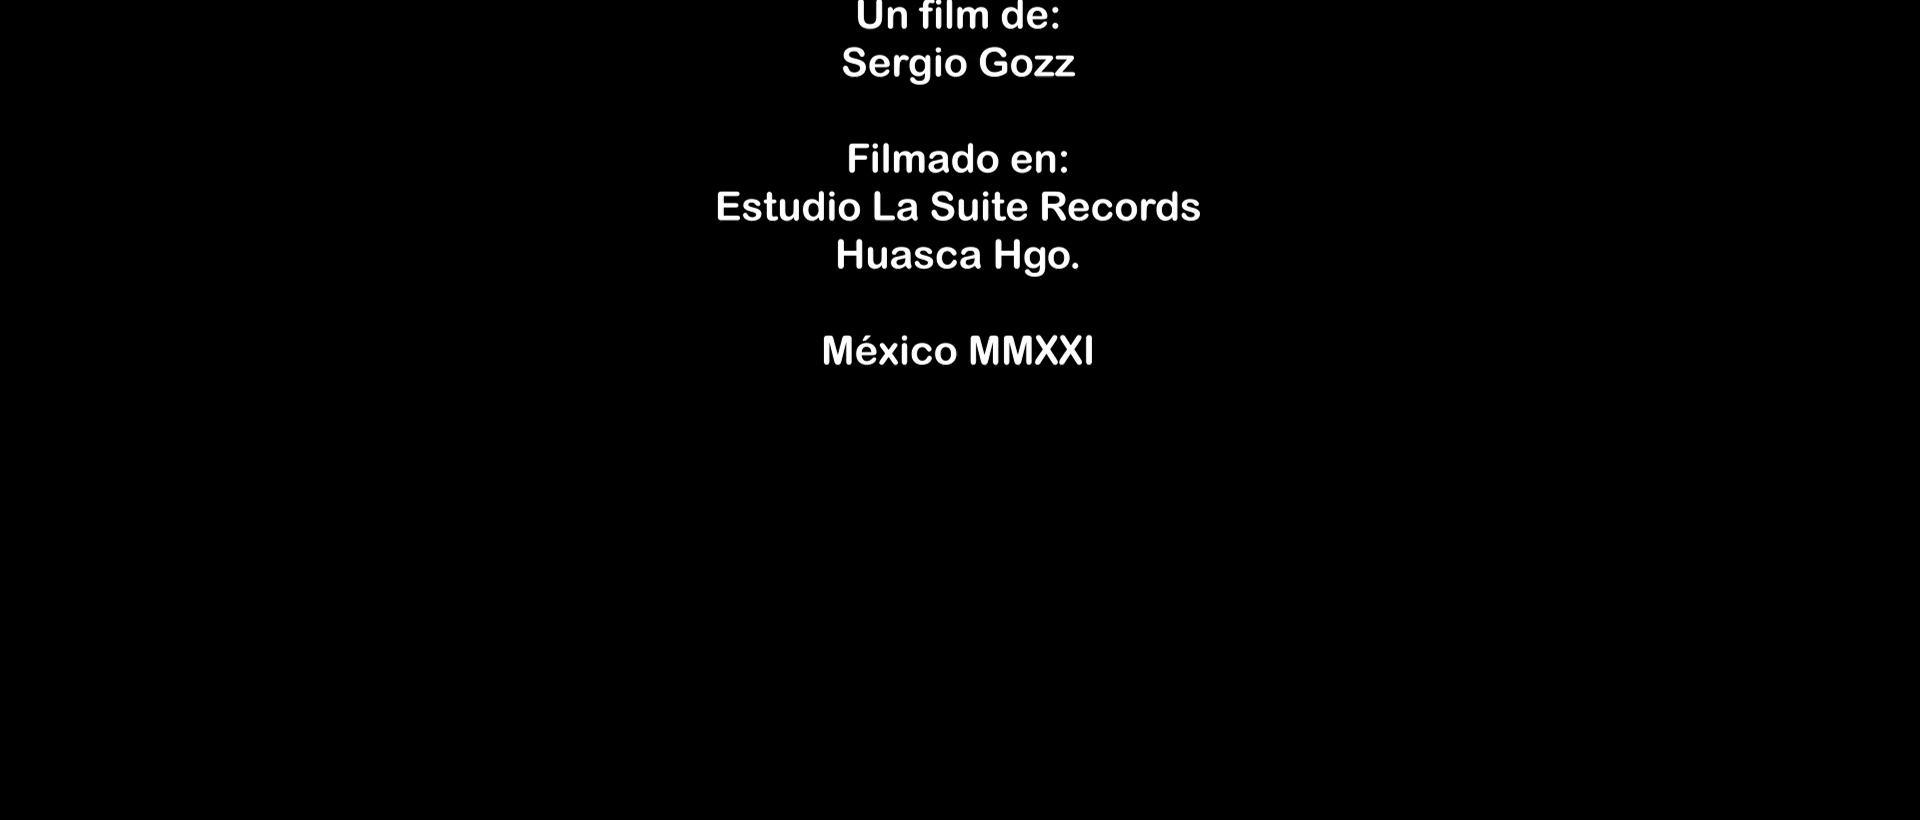 Un film de:
Sergio Gozz
Filmado en:
Estudio La Suite Records
Huasca Hgo.
México MMXXI